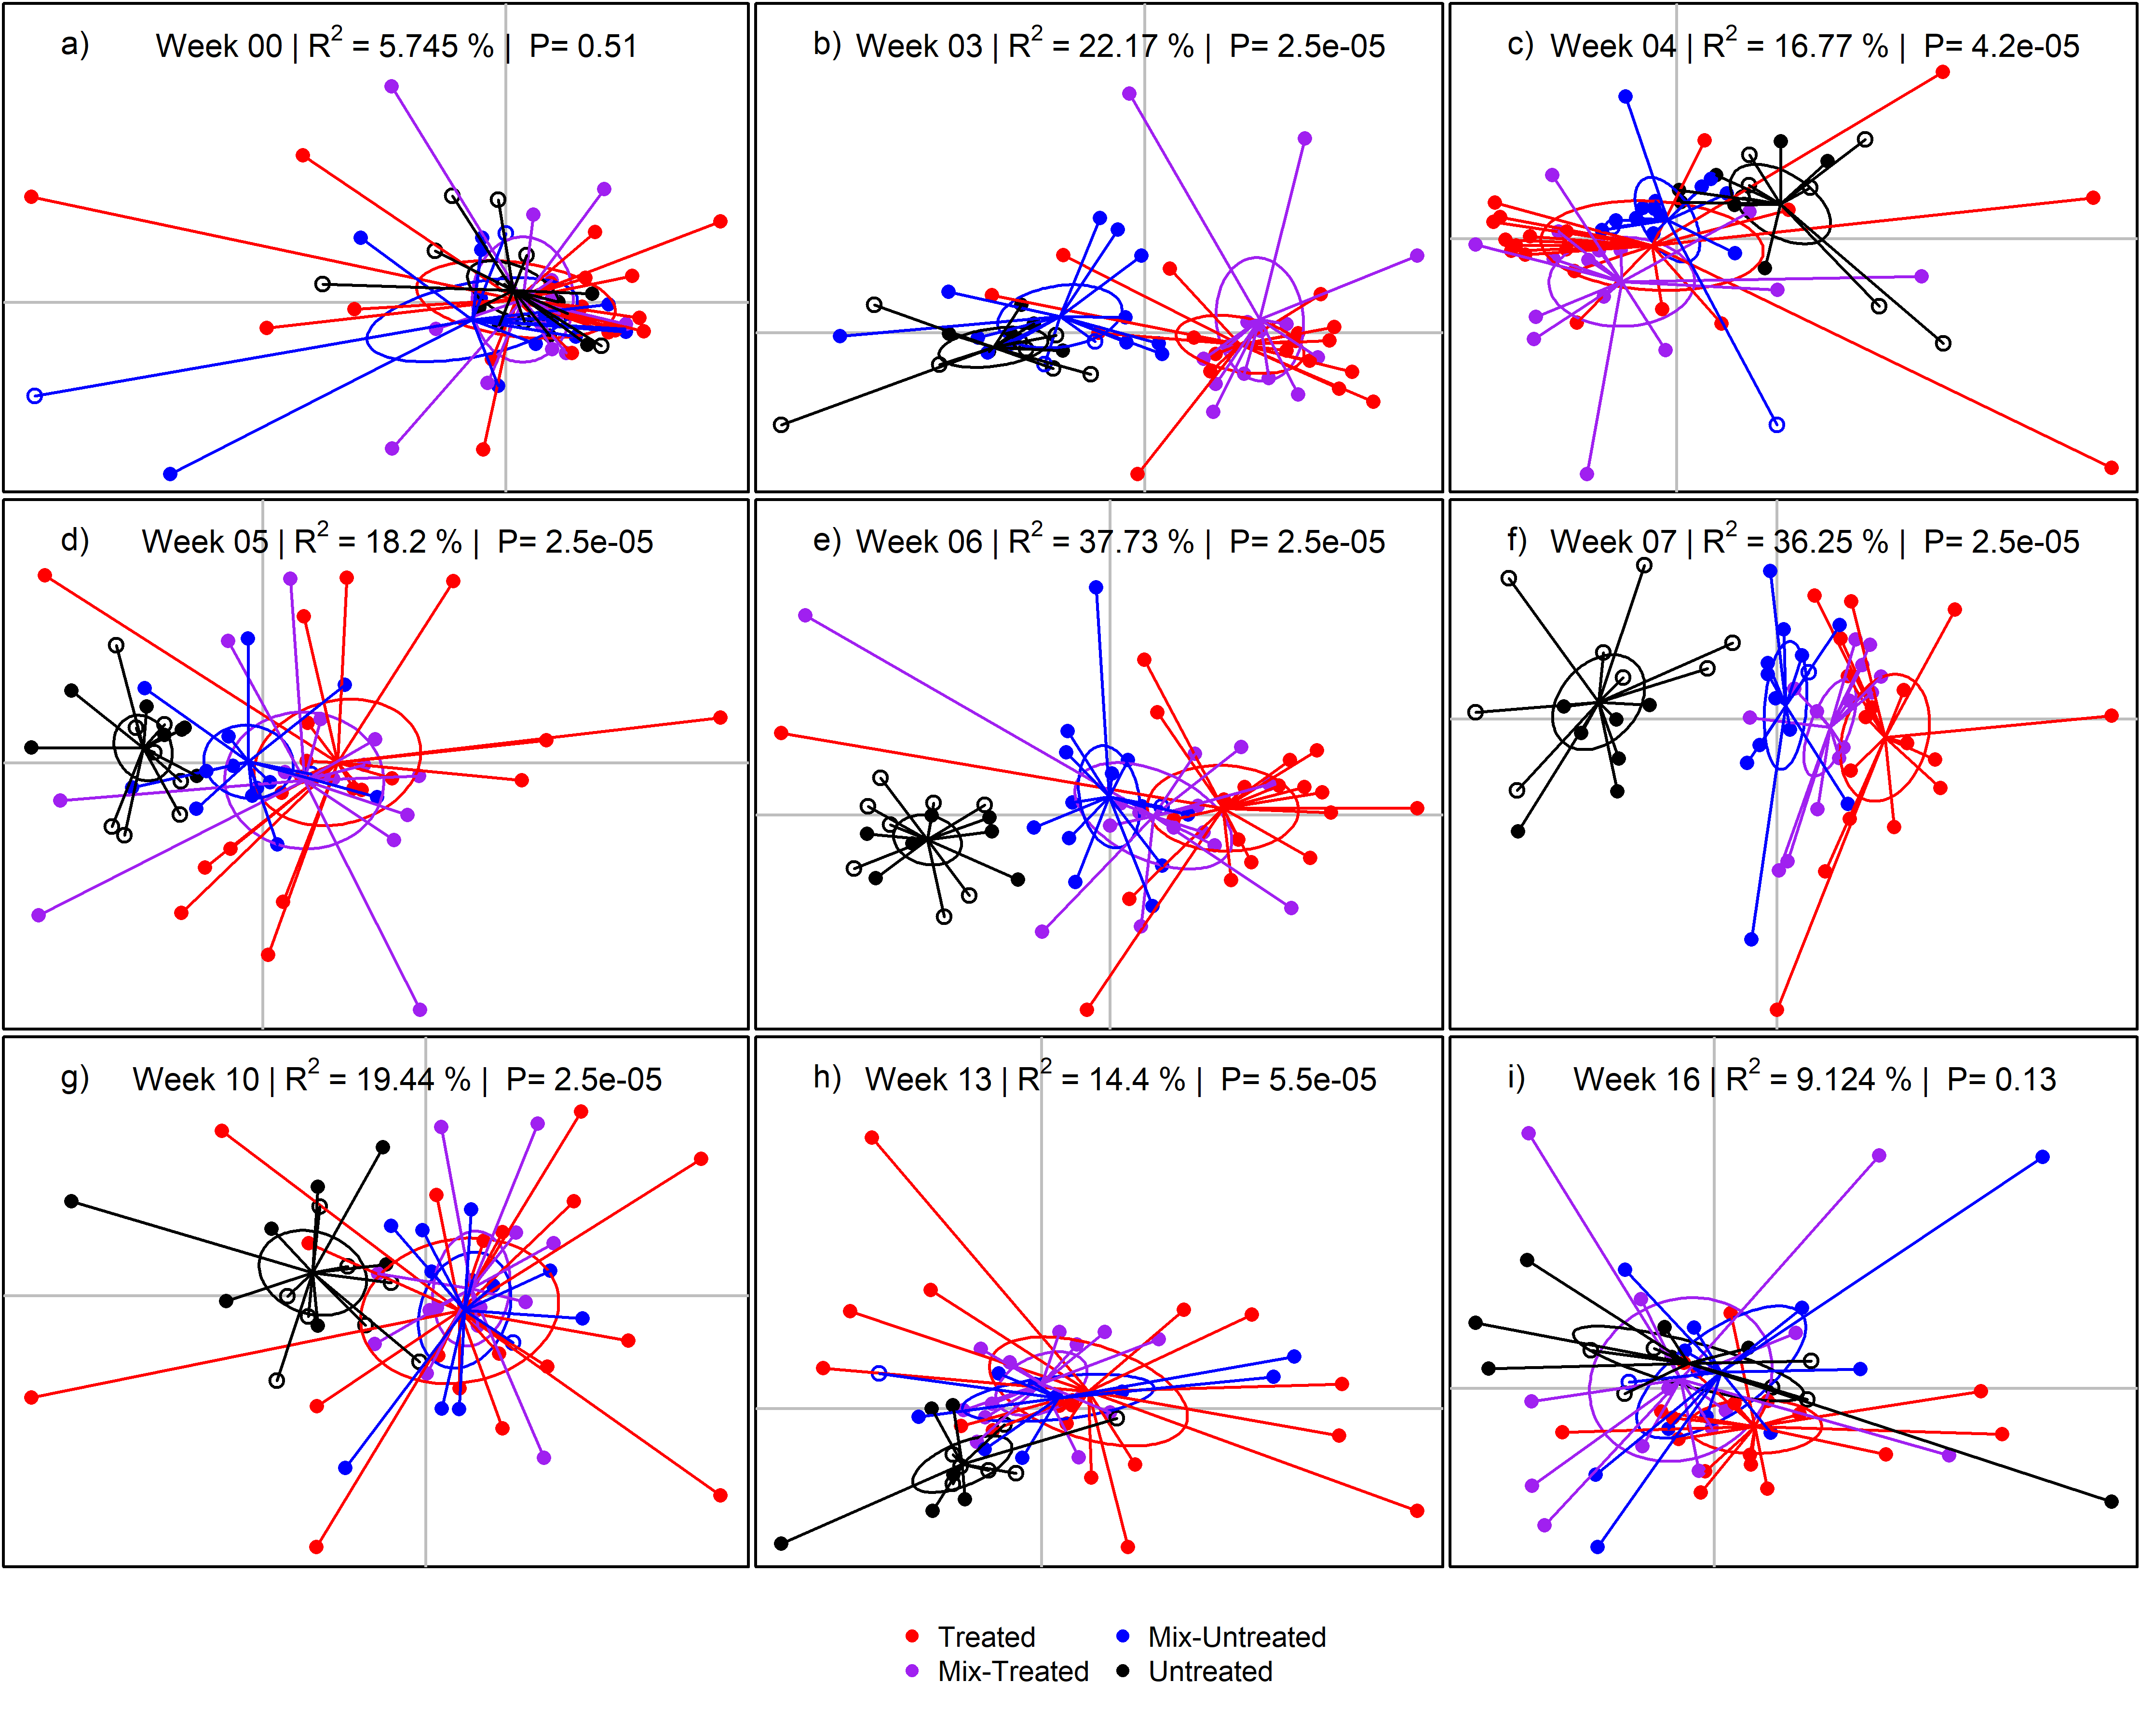 a) Week 00 | R² = 5.745 % | P= 0.51
b) Week 03 | R² = 22.17 % | P= 2.5e-05
c) Week 04 | R² = 16.77 % | P= 4.2e-05
d) Week 05 | R² = 18.2 % | P= 2.5e-05
e) Week 06 | R² = 37.73 % | P= 2.5e-05
f) Week 07 | R² = 36.25 % | P= 2.5e-05
g) Week 10 | R² = 19.44 % | P= 2.5e-05
h) Week 13 | R² = 14.4 % | P= 5.5e-05
i) Week 16 | R² = 9.124 % | P= 0.13
Treated
Mix-Untreated
Mix-Treated
Untreated